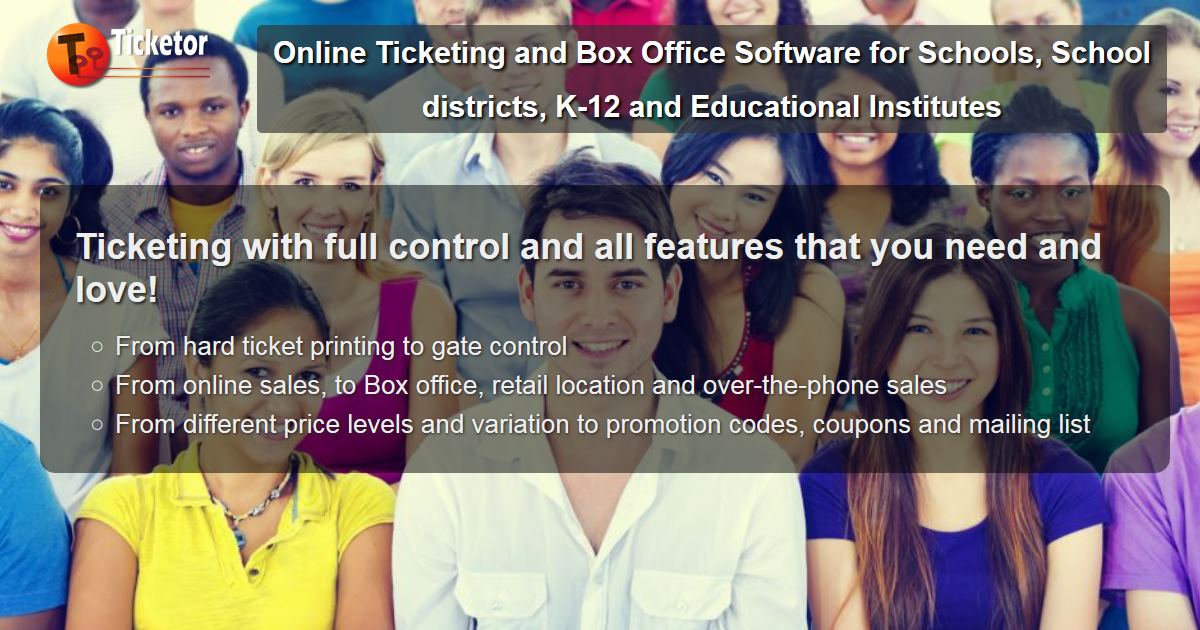 Ticketor
Online Ticketing and Box Office Software for Schools, School
districts, K-12 and Educational Institutes
Ticketing with full control and all features that you need and
love!
From hard ticket printing to gate control
From online sales, to Box office, retail location and over-the-phone sales
From different price levels and variation to promotion codes, coupons and mailing list